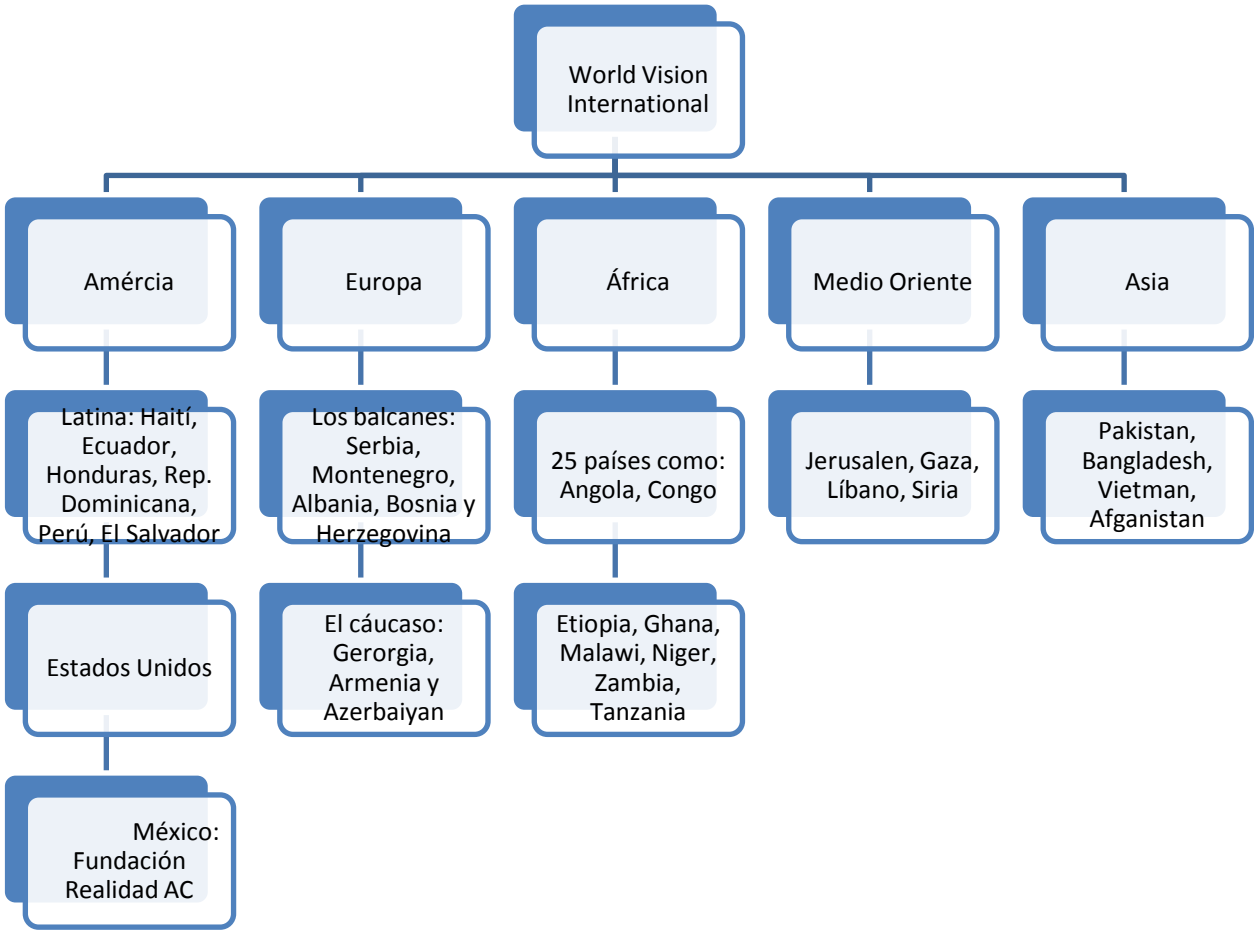 World Vision
International
Amércia
Europa
África
Medio Oriente
Asia
Latina: Haití,
Ecuador,
Honduras, Rep.
Dominicana,
Perú, El Salvador
Los balcanes:
Serbia,
Montenegro,
Albania, Bosnia y
Herzegovina
25 países como:
Angola, Congo
Jerusalen, Gaza,
Líbano, Siria
Pakistan,
Bangladesh,
Vietman,
Afganistan
Estados Unidos
El cáucaso:
Gerorgia,
Armenia y
Azerbaiyan
Etiopia, Ghana,
Malawi, Niger,
Zambia,
Tanzania
México:
Fundación
Realidad AC